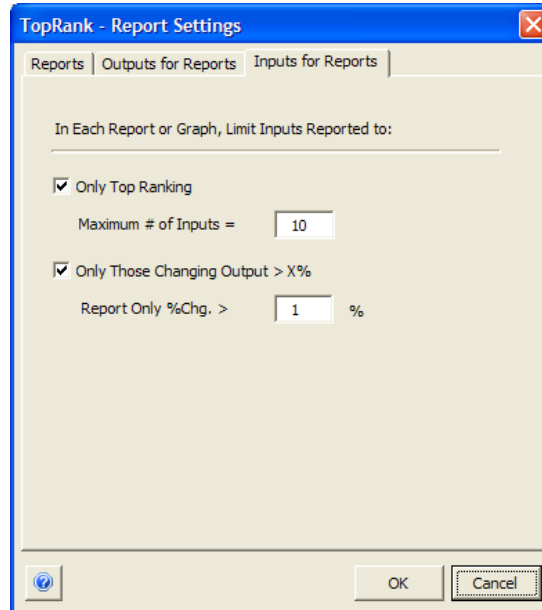 TopRank - Report Settings
Reports Outputs for Reports Inputs for Reports
In Each Report or Graph, Limit Inputs Reported to:
Only Top Ranking
Maximum # of Inputs = 10
Only Those Changing Output > X%
Report Only %Chg. > 1 %
? OK Cancel